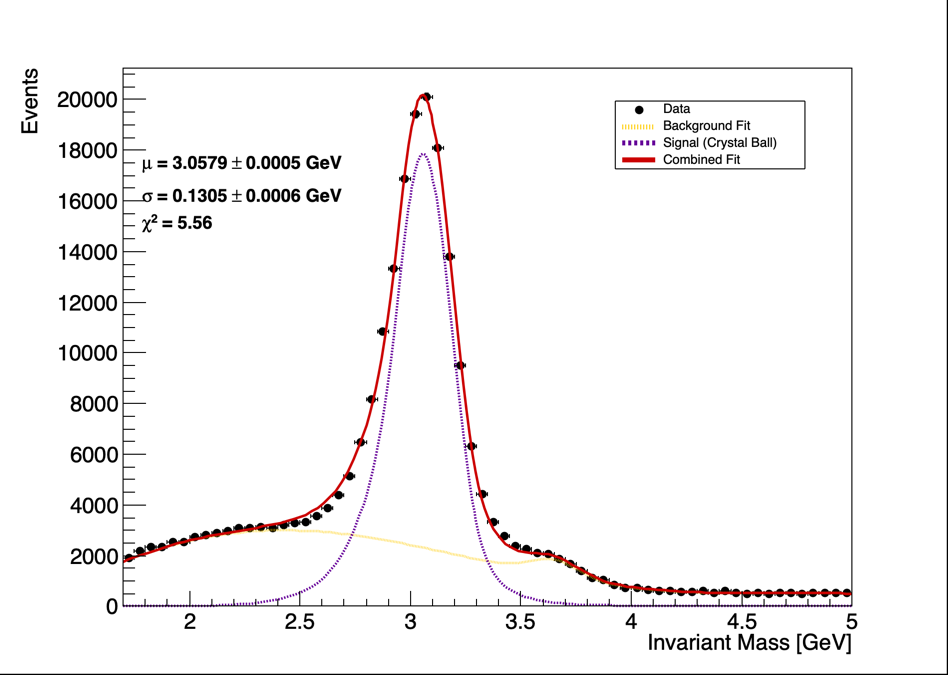 Events
20000
18000
16000
14000
12000
10000
8000
6000
4000
2000
0
μ = 3.0579 ± 0.0005 GeV
σ = 0.1305 ± 0.0006 GeV
χ² = 5.56
Data
Background Fit
Signal (Crystal Ball)
Combined Fit
2 2.5 3 3.5 4 4.5 5
Invariant Mass [GeV]